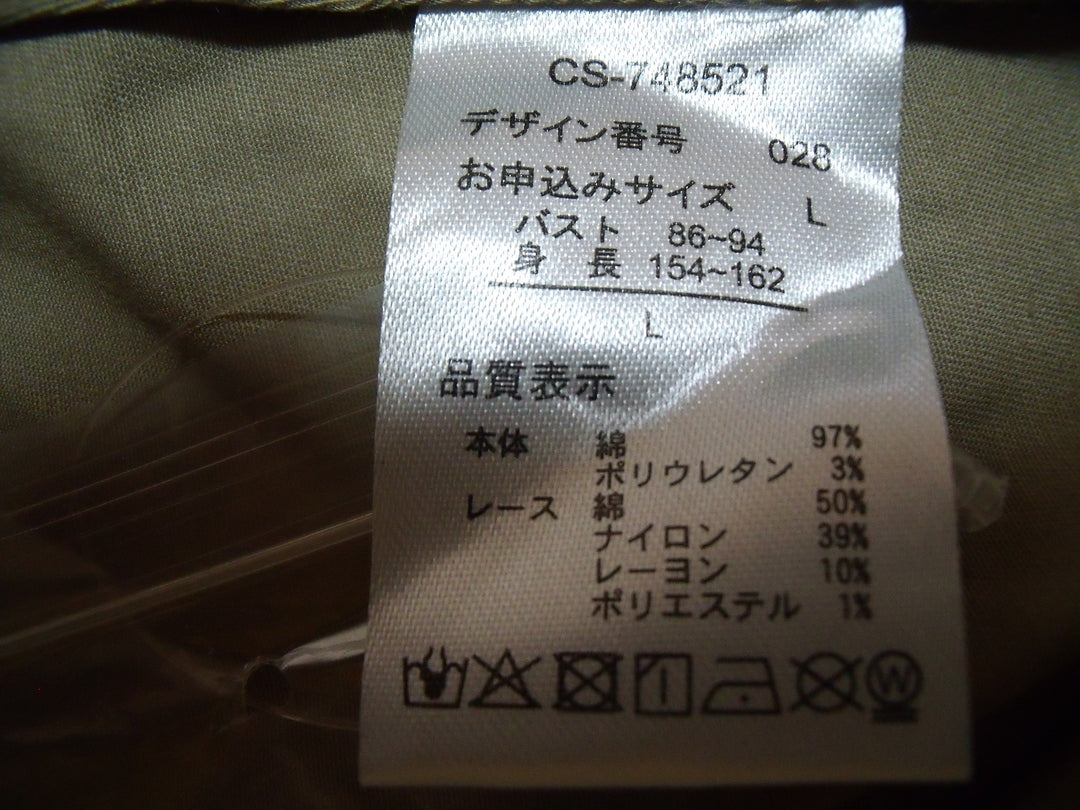 CS-748521
デザイン番号 028
お申込みサイズ L
バスト 86~94
身 長 154~162
L
品質表示
本体 綿 97%
ポリウレタン 3%
レース 綿 50%
ナイロン 39%
レーヨン 10%
ポリエステル 1%
W